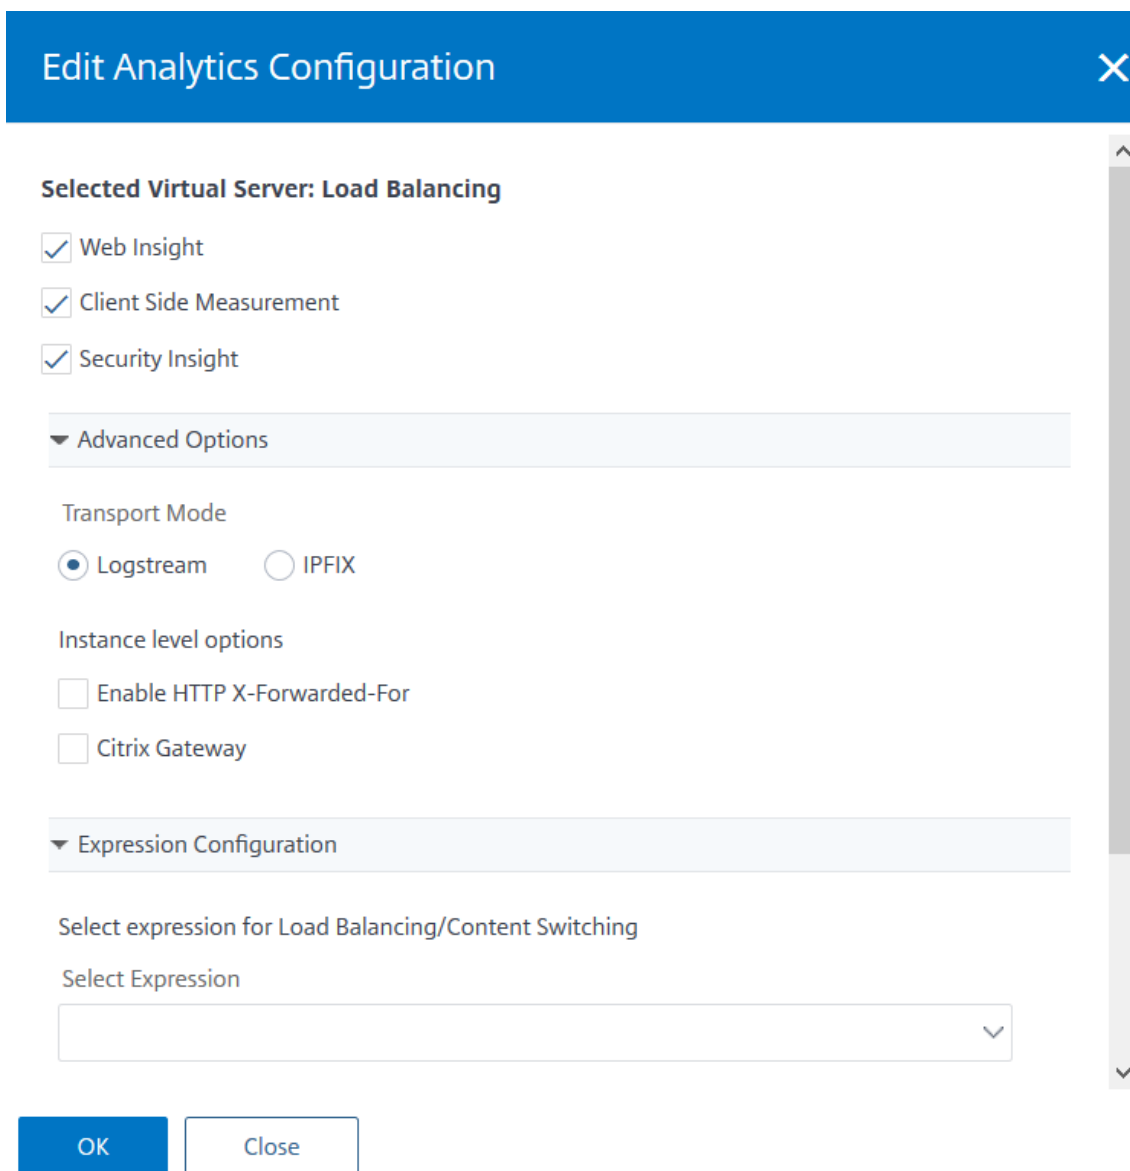 Edit Analytics Configuration
Selected Virtual Server: Load Balancing
Web Insight
Client Side Measurement
Security Insight
Advanced Options
Transport Mode
Logstream IPFIX
Instance level options
Enable HTTP X-Forwarded-For
Citrix Gateway
Expression Configuration
Select expression for Load Balancing/Content Switching
Select Expression
OK Close